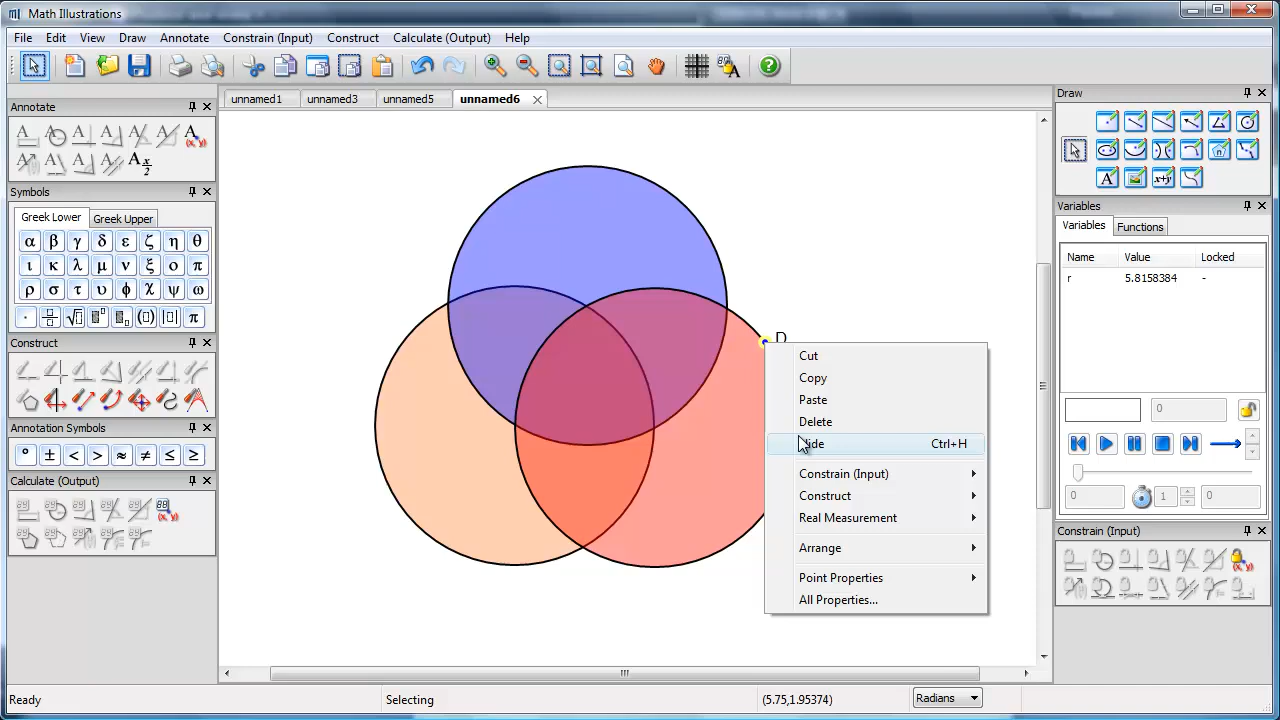 Math Illustrations
File Edit View Draw Annotate Constrain (Input) Construct Calculate (Output) Help
unnamed1 unnamed3 unnamed5 unnamed6
Annotate
Symbols
Greek Lower Greek Upper
α β γ δ ε ζ η θ
ι κ λ μ ν ξ ο π
ρ σ τ υ φ χ ψ ω
Construct
Annotation Symbols
° ± < > ≈ ≠ ≤ ≥
Calculate (Output)
D
Cut
Copy
Paste
Delete
Ctrl+H
Constrain (Input)
Construct
Real Measurement
Arrange
Point Properties
All Properties...
Draw
Variables
Variables Functions
Name Value Locked
r 5.8158384 -
0
0 1 0
Constrain (Input)
Ready Selecting (5.75,1.95374) Radians